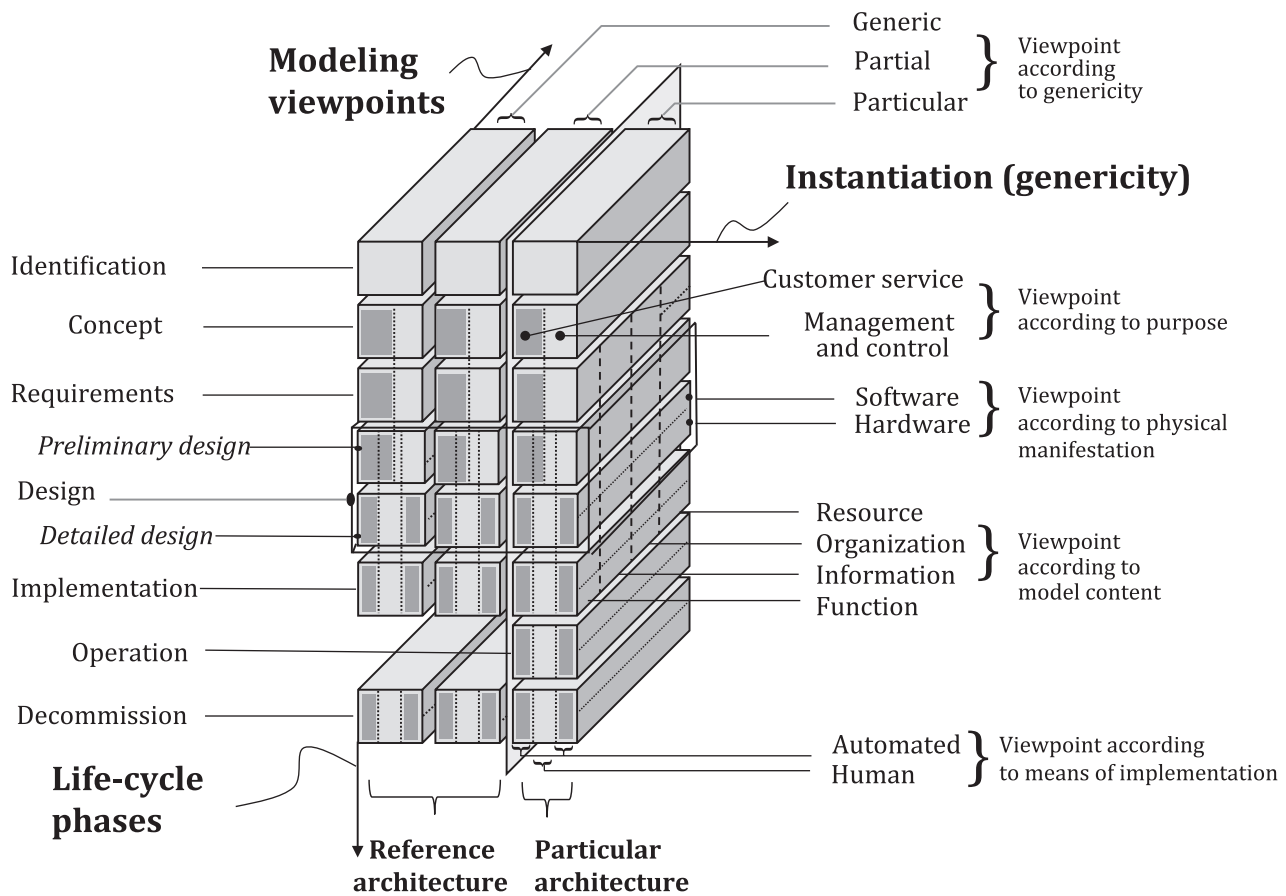 Generic
Modeling
viewpoints
Partial
Particular
Viewpoint
according
to genericity
Instantiation (genericity)
Identification
Concept
Requirements
Preliminary design
Design
Detailed design
Implementation
Operation
Decommission
Customer service
Management
and control
Viewpoint
according to purpose
Software
Hardware
Viewpoint
according to physical
manifestation
Resource
Organization
Information
Function
Viewpoint
according to
model content
Automated
Human
Viewpoint according
to means of implementation
Life-cycle
phases
Reference
architecture
Particular
architecture